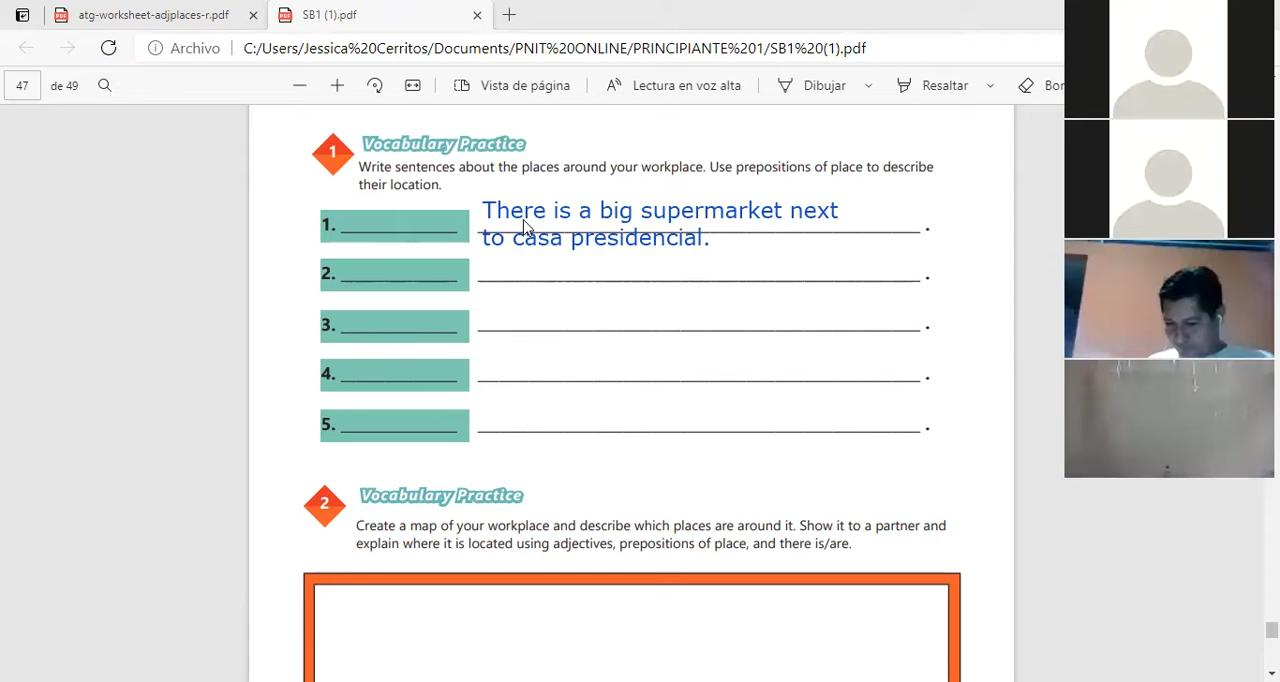 atg-worksheet-adjplaces-r.pdf
SB1 (1).pdf
Archivo
C:/Users/Jessica%20Cerritos/Documents/PNIT%20ONLINE/PRINCIPIANTE%201/SB1%20(1).pdf
47
de 49
Vista de página
Lectura en voz alta
Dibujar
Resaltar
Bor
1 Vocabulary Practice
Write sentences about the places around your workplace. Use prepositions of place to describe
their location.
1. ____________ There is a big supermarket next
to casa presidencial.
2. ____________ .
3. ____________ .
4. ____________ .
5. ____________ .
2 Vocabulary Practice
Create a map of your workplace and describe which places are around it. Show it to a partner and
explain where it is located using adjectives, prepositions of place, and there is/are.